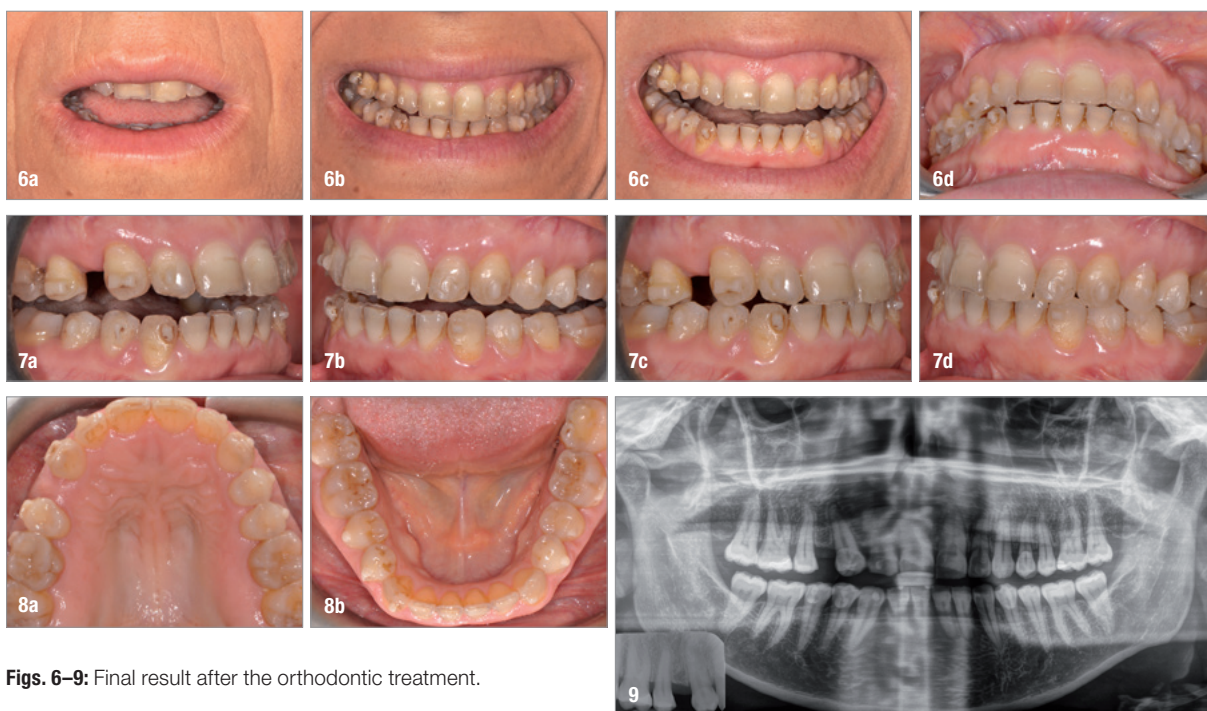 6a
6b
6c
6d
7a
7b
7c
7d
8a
8b
9
Figs. 6–9: Final result after the orthodontic treatment.